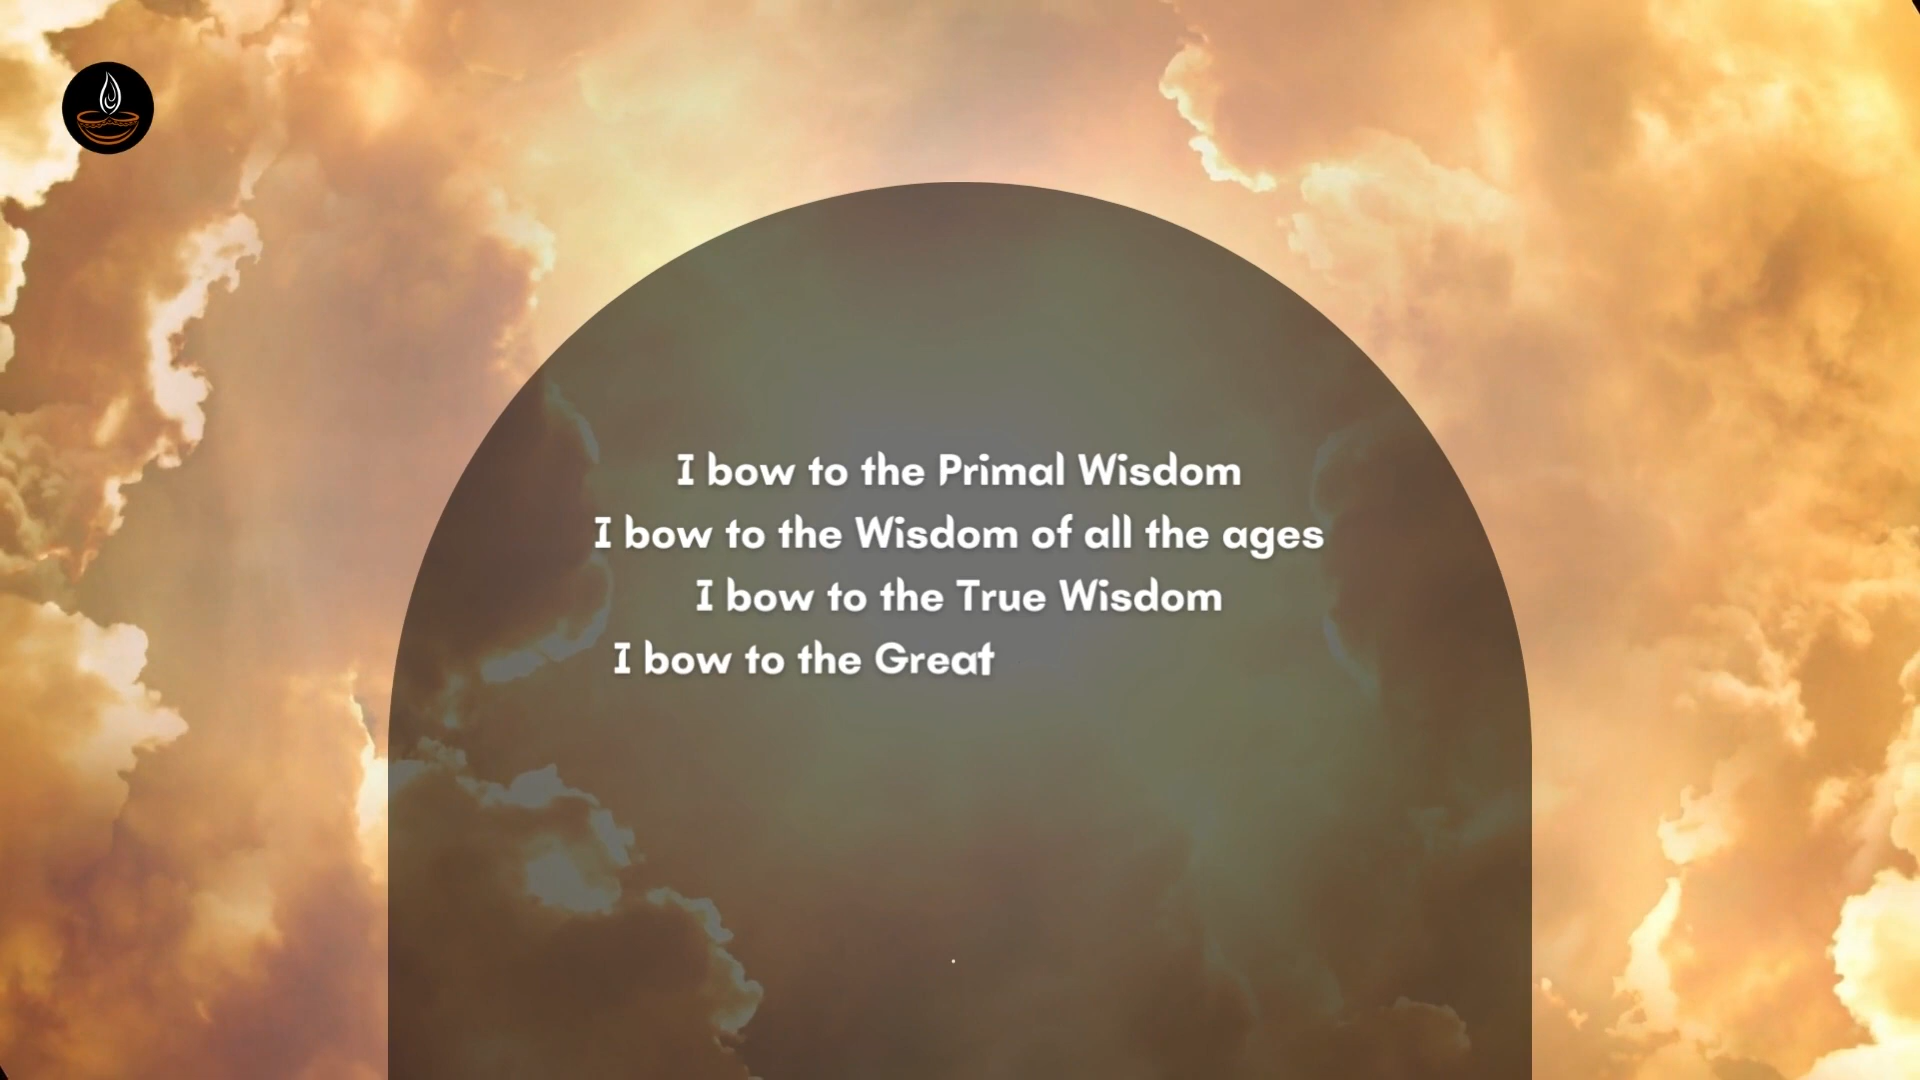 I bow to the Primal Wisdom
I bow to the Wisdom of all the ages
I bow to the True Wisdom
I bow to the Great